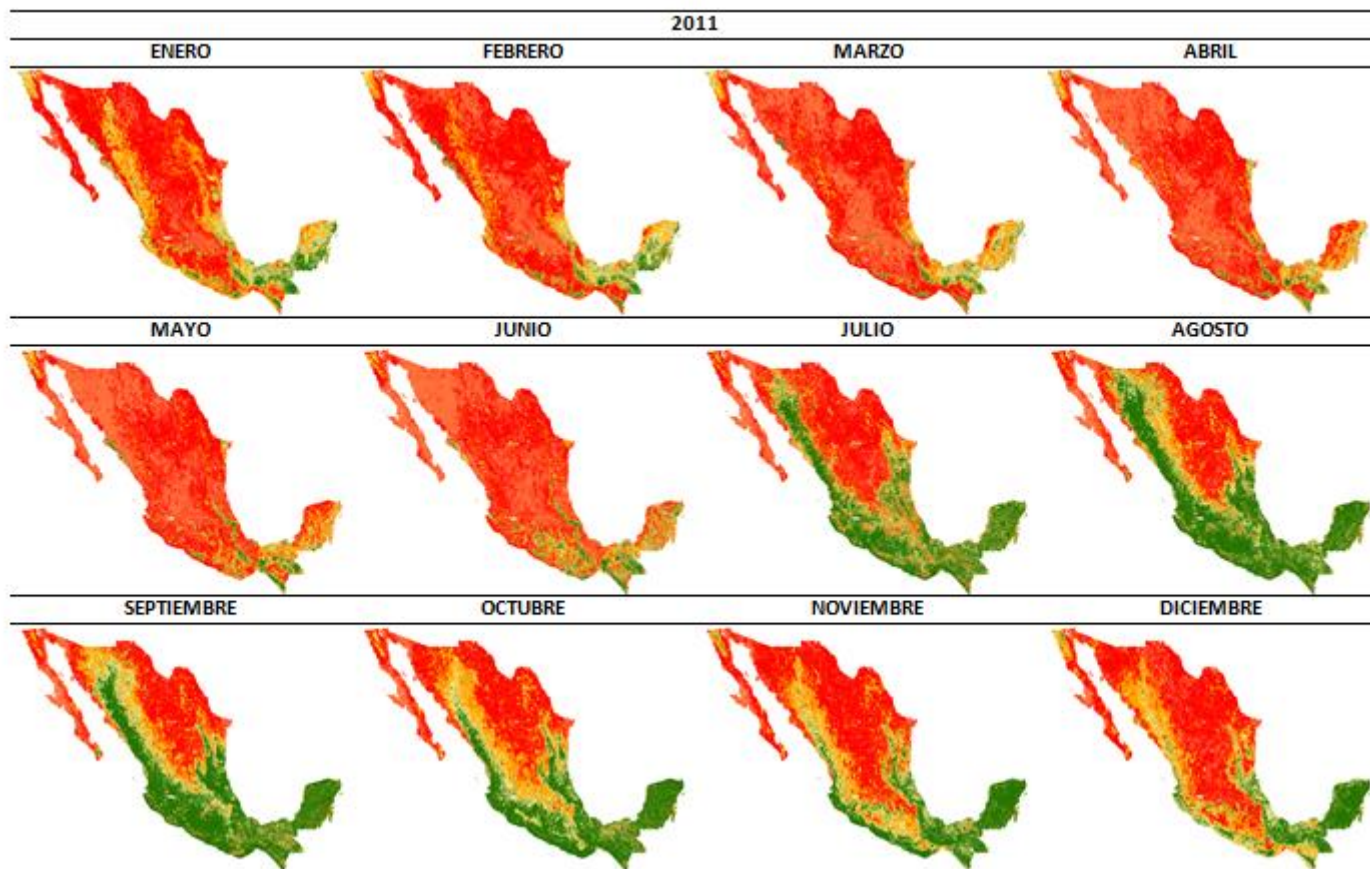 2011
ENERO FEBRERO MARZO ABRIL
MAYO JUNIO JULIO AGOSTO
SEPTIEMBRE OCTUBRE NOVIEMBRE DICIEMBRE